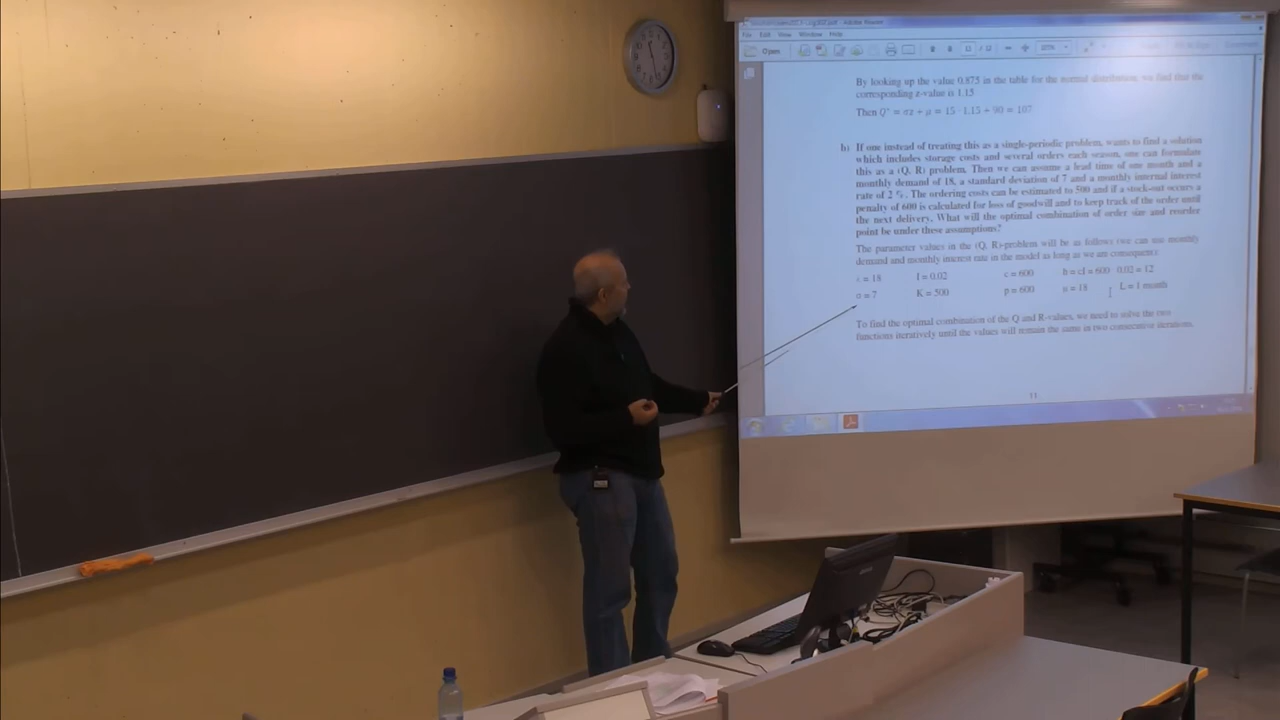 Adobe Reader
File Edit View Window Help
Open
By looking up the value 0.875 in the table for the normal distribution, we find that the
corresponding z-value is 1.15
Then Q* = σz + μ = 15 · 1.15 + 90 = 107
b) If one instead of treating this as a single-periodic problem, wants to find a solution
which includes storage costs and several orders each season, one can formulate
this as a (Q, R) problem. Then we can assume a lead time of one month and a
monthly demand of 18, a standard deviation of 7 and a monthly internal interest
rate of 2 %. The ordering costs can be estimated to 500 and if a stock-out occurs a
penalty of 600 is calculated for loss of goodwill and to keep track of the order until
the next delivery. What will the optimal combination of order size and reorder
point be under these assumptions?
The parameter values in the (Q, R)-problem will be as follows (we can use monthly
demand and monthly interest rate in the model as long as we are consequent):
= 18 I = 0.02 c = 600 h = cI = 600 · 0.02 = 12
σ = 7 K = 500 p = 600 μ = 18 L = 1 month
To find the optimal combination of the Q and R-values, we need to solve the two
functions iteratively until the values will remain the same in two consecutive iterations.
11